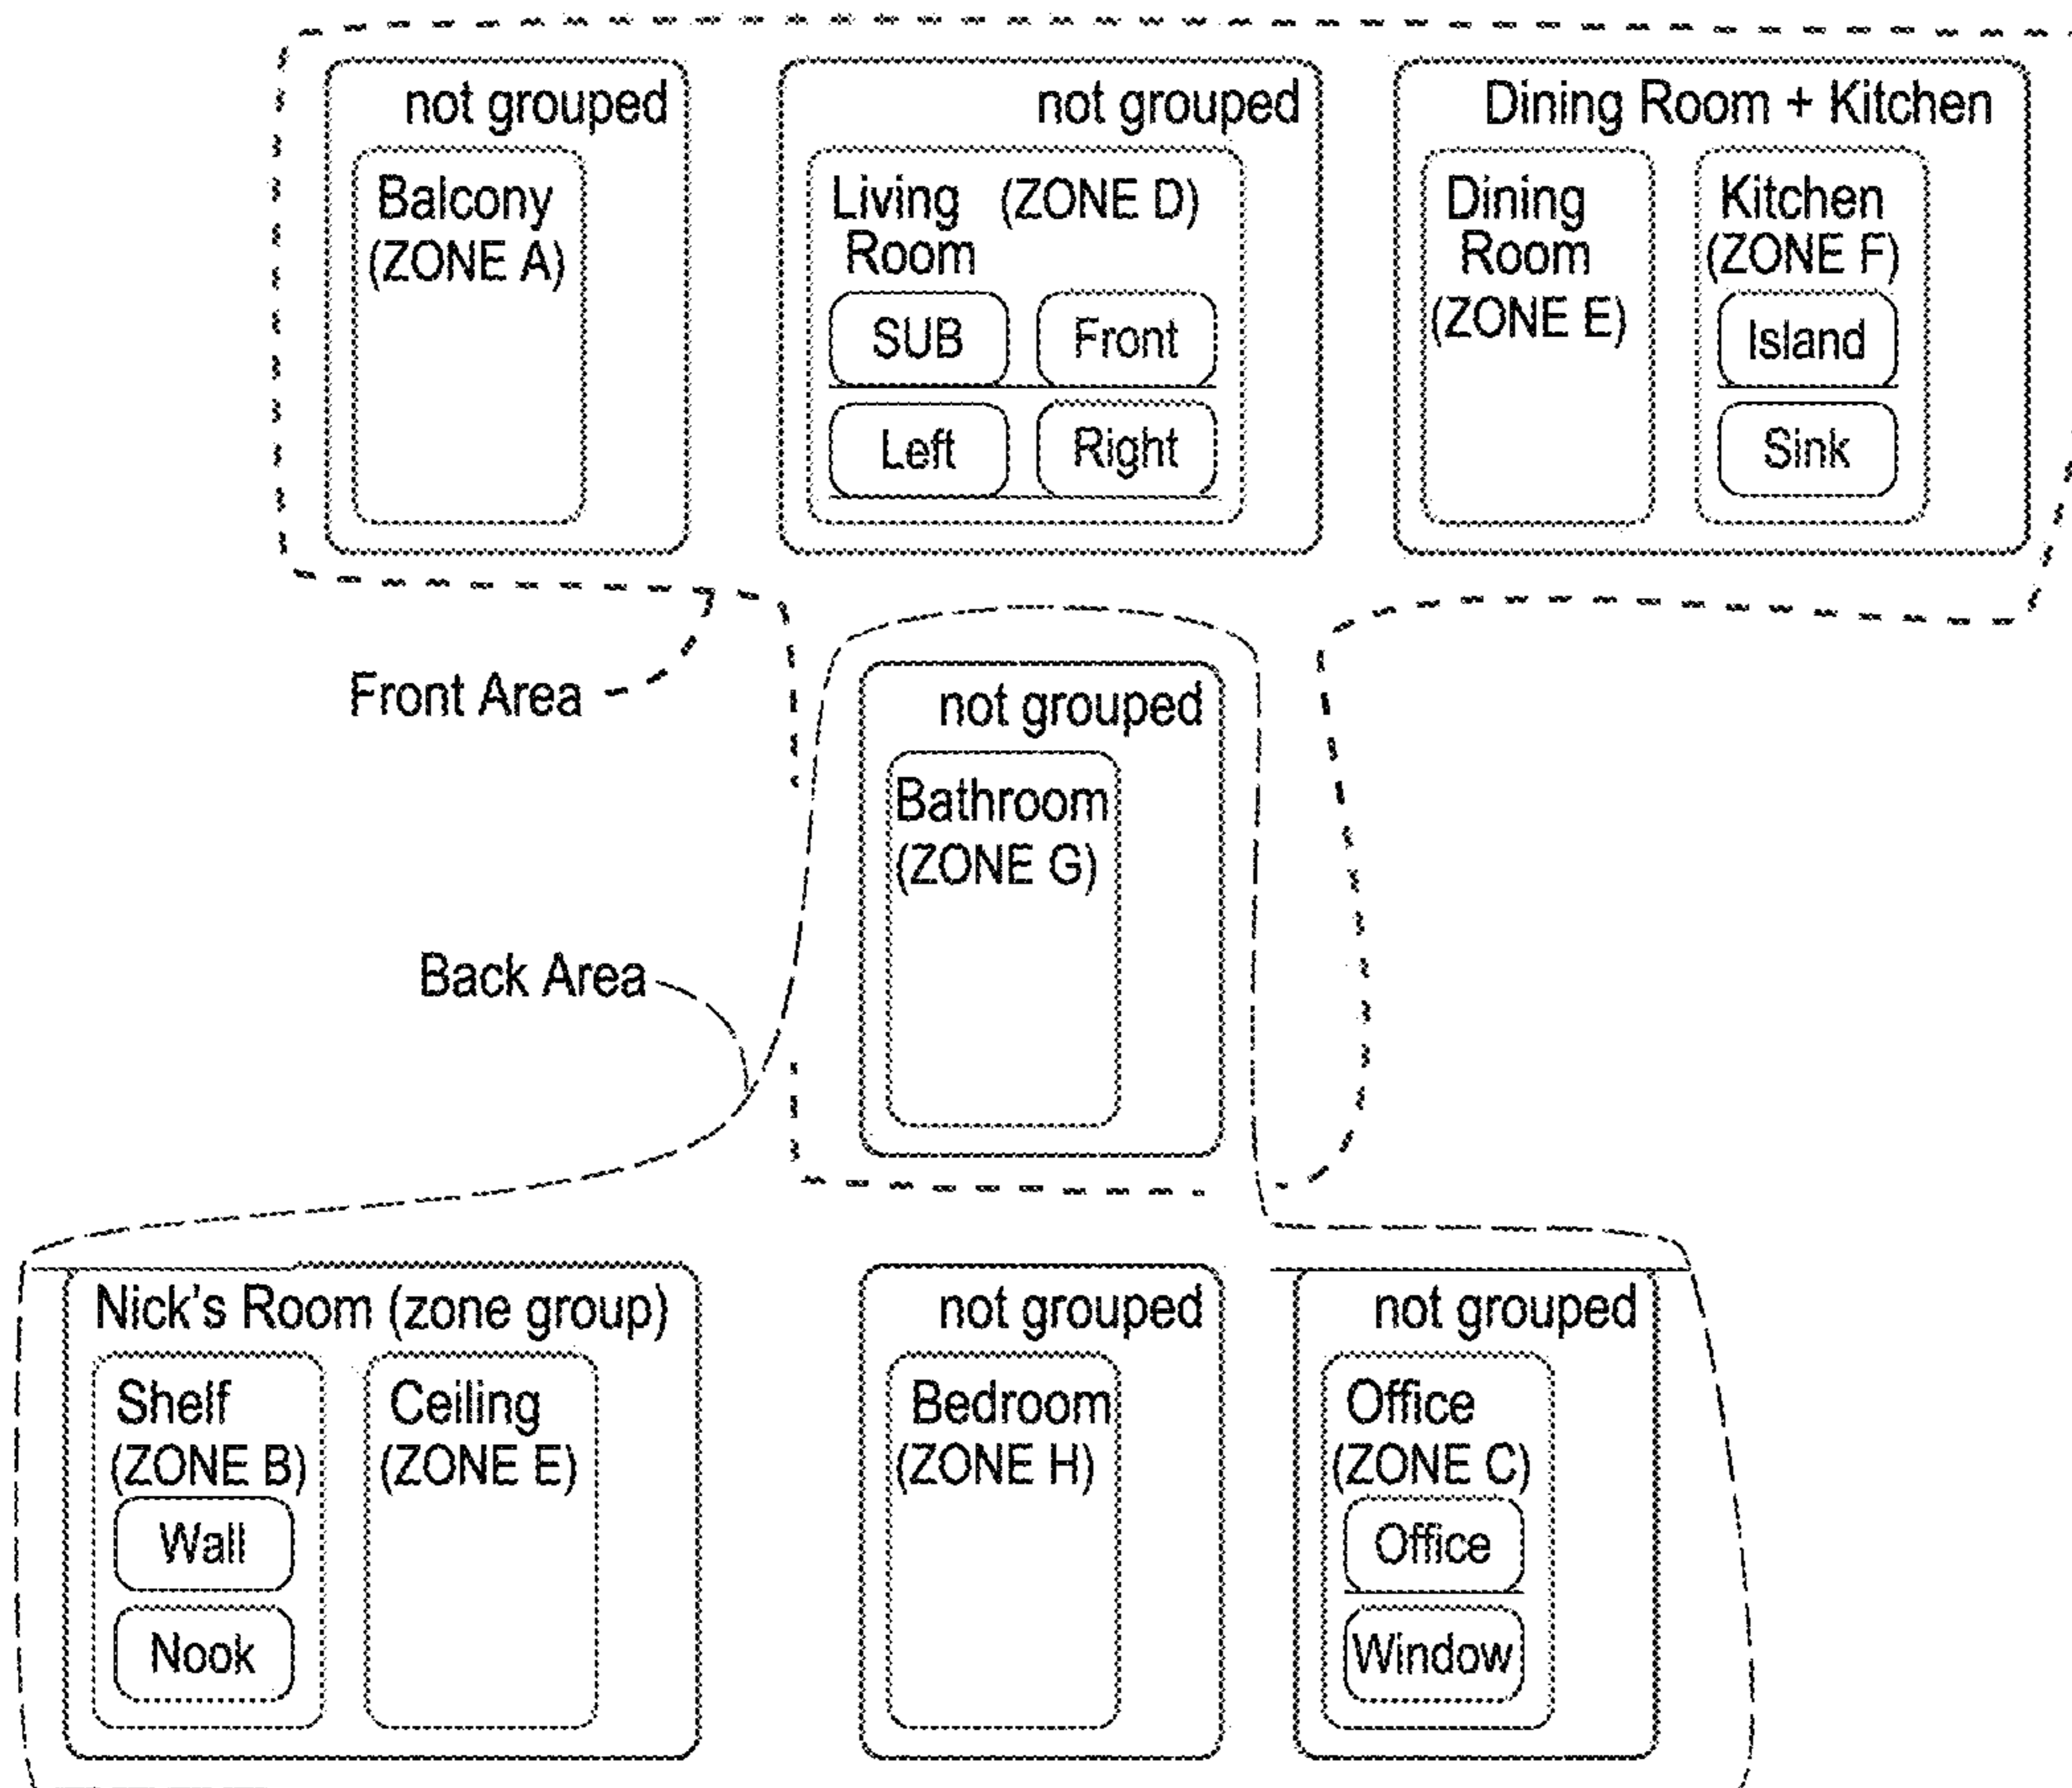 not grouped
Balcony
(ZONE A)
not grouped
Living (ZONE D)
Room
SUB
Front
Left
Right
Dining Room + Kitchen
Dining
Room
(ZONE E)
Kitchen
(ZONE F)
Island
Sink
Front Area
not grouped
Bathroom
(ZONE G)
Back Area
Nick's Room (zone group)
Shelf
(ZONE B)
Wall
Nook
Ceiling
(ZONE E)
not grouped
Bedroom
(ZONE H)
not grouped
Office
(ZONE C)
Office
Window